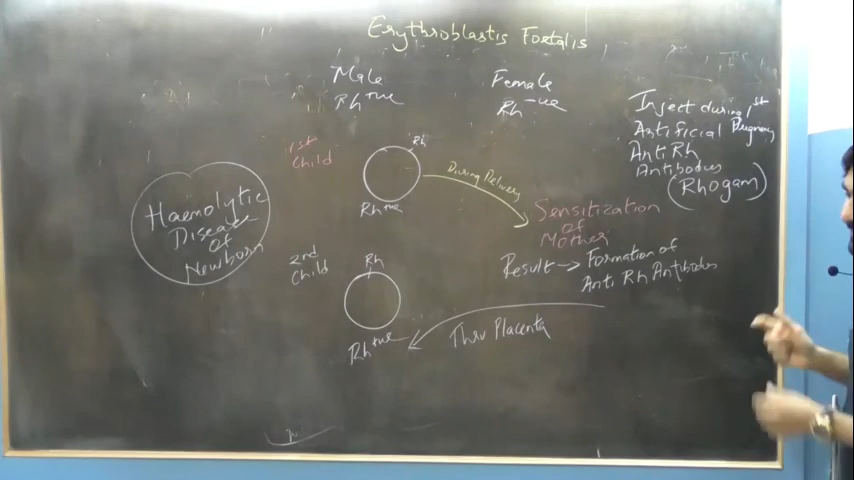 Erythroblastis Foetalis
Male
Rh +ve
Female
Rh -ve
Inject during 1st
Artificial Pregnancy
Anti Rh
Antibodies
(Rhogam)
1st
Child
Rh
Rh +ve
During Delivery
Sensitization
of
Mother
Result → Formation of
Anti Rh Antibodies
Haemolytic
Disease
of
Newborn
2nd
Child
Rh
Rh +ve
Thru Placenta